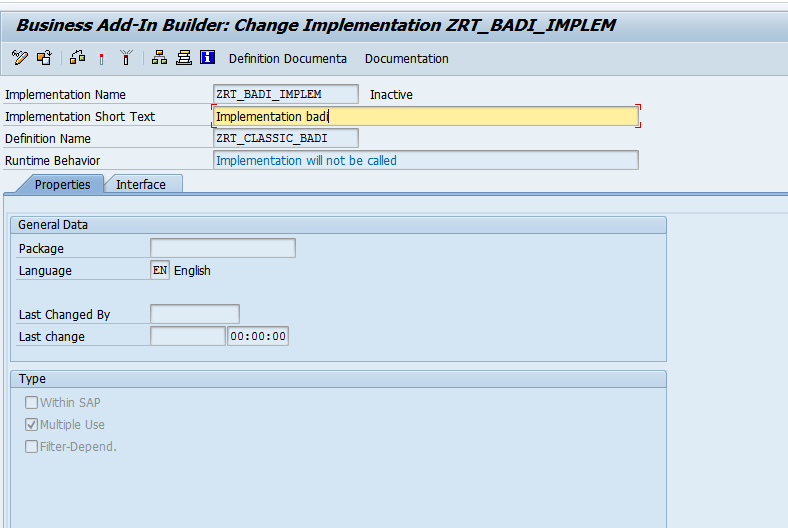 Business Add-In Builder: Change Implementation ZRT_BADI_IMPLEM
Definition Documenta Documentation
Implementation Name ZRT_BADI_IMPLEM Inactive
Implementation Short Text Implementation badi
Definition Name ZRT_CLASSIC_BADI
Runtime Behavior Implementation will not be called
Properties Interface
General Data
Package
Language EN English
Last Changed By
Last change 00:00:00
Type
Within SAP
Multiple Use
Filter-Depend.